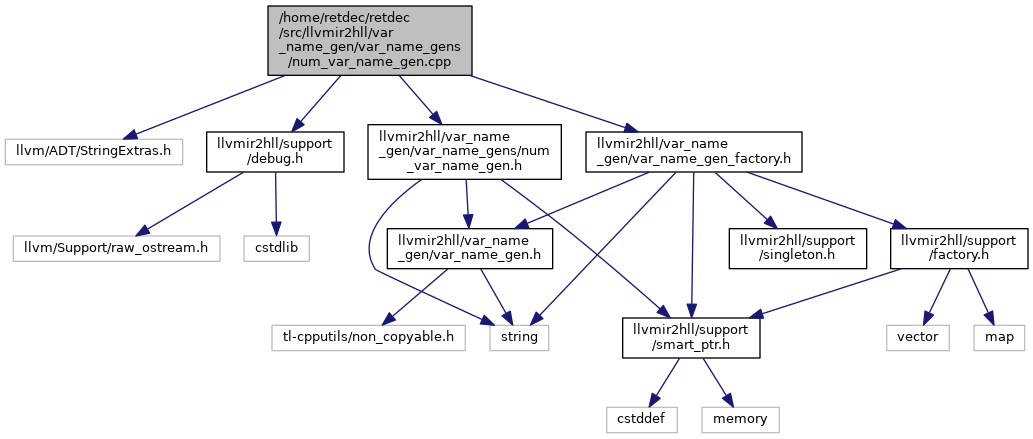 /home/retdec/retdec
/src/llvmir2hll/var
_name_gen/var_name_gens
/num_var_name_gen.cpp
llvm/ADT/StringExtras.h
llvmir2hll/support
/debug.h
llvmir2hll/var_name
_gen/var_name_gens/num
_var_name_gen.h
llvmir2hll/var_name
_gen/var_name_gen_factory.h
llvm/Support/raw_ostream.h
cstdlib
llvmir2hll/var_name
_gen/var_name_gen.h
llvmir2hll/support
/singleton.h
llvmir2hll/support
/factory.h
tl-cpputils/non_copyable.h
string
llvmir2hll/support
/smart_ptr.h
vector
map
cstddef
memory